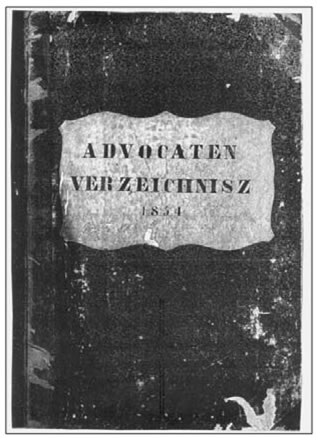 ADVOCATEN
VERZEICHNISZ
1854